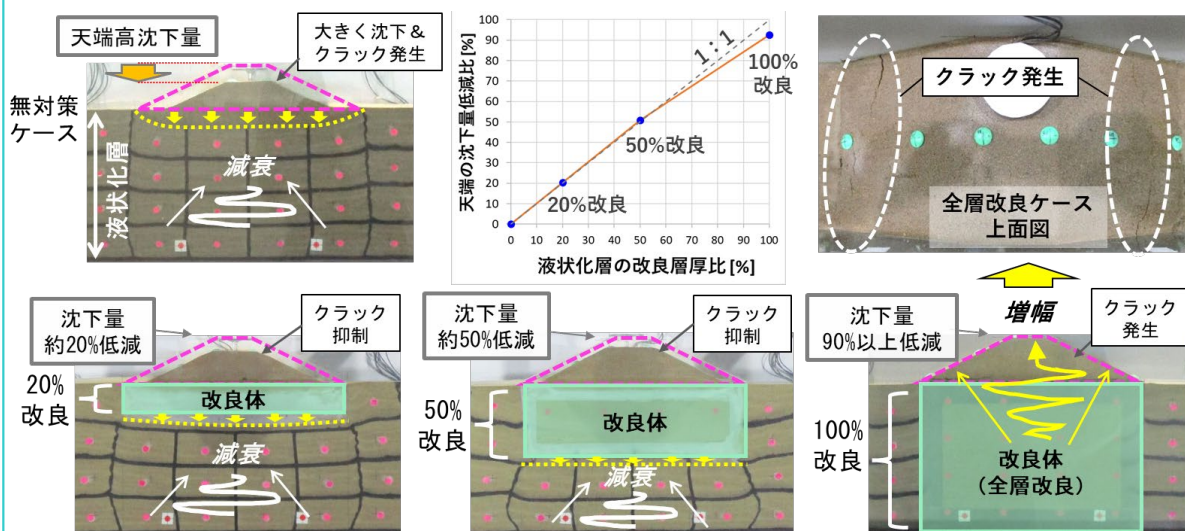 天端高沈下量
大きく沈下＆
クラック発生
無対策
ケース
液状化層
減衰
天端の沈下量低減比[%]
100
90
80
70
60
50
40
30
20
10
0
0
20
40
60
80
100
液状化層の改良層厚比[%]
1：1
100%
改良
50%改良
20%改良
クラック発生
全層改良ケース
上面図
沈下量
約20%低減
クラック
抑制
20%
改良
改良体
減衰
沈下量
約50%低減
クラック
抑制
50%
改良
改良体
減衰
沈下量
90%以上低減
増幅
クラック
発生
100%
改良
改良体
（全層改良）